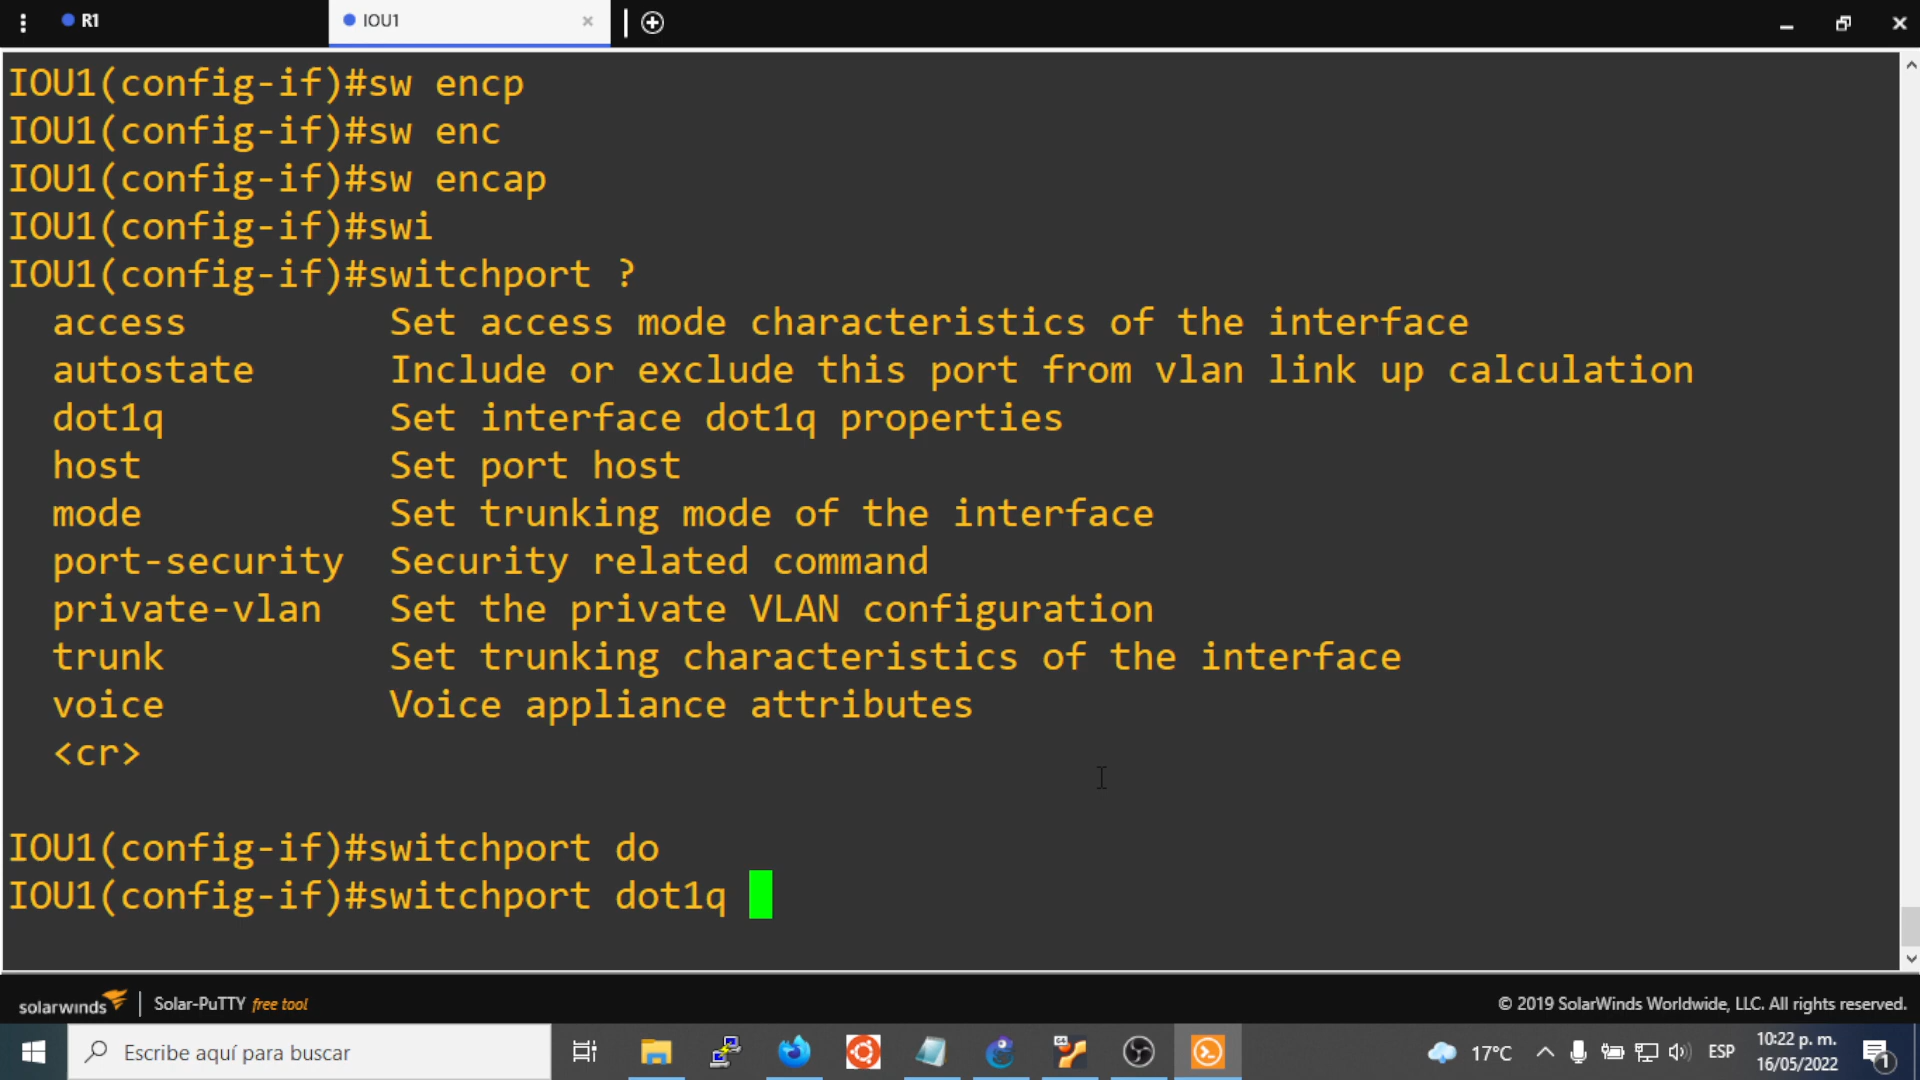 R1
IOU1
IOU1(config-if)#sw encp
IOU1(config-if)#sw enc
IOU1(config-if)#sw encap
IOU1(config-if)#swi
IOU1(config-if)#switchport ?
access Set access mode characteristics of the interface
autostate Include or exclude this port from vlan link up calculation
dot1q Set interface dot1q properties
host Set port host
mode Set trunking mode of the interface
port-security Security related command
private-vlan Set the private VLAN configuration
trunk Set trunking characteristics of the interface
voice Voice appliance attributes
<cr>
IOU1(config-if)#switchport do
IOU1(config-if)#switchport dot1q
solarwinds Solar-PuTTY free tool
© 2019 SolarWinds Worldwide, LLC. All rights reserved.
Escribe aquí para buscar
17°C
ESP
10:22 p. m.
16/05/2022
1